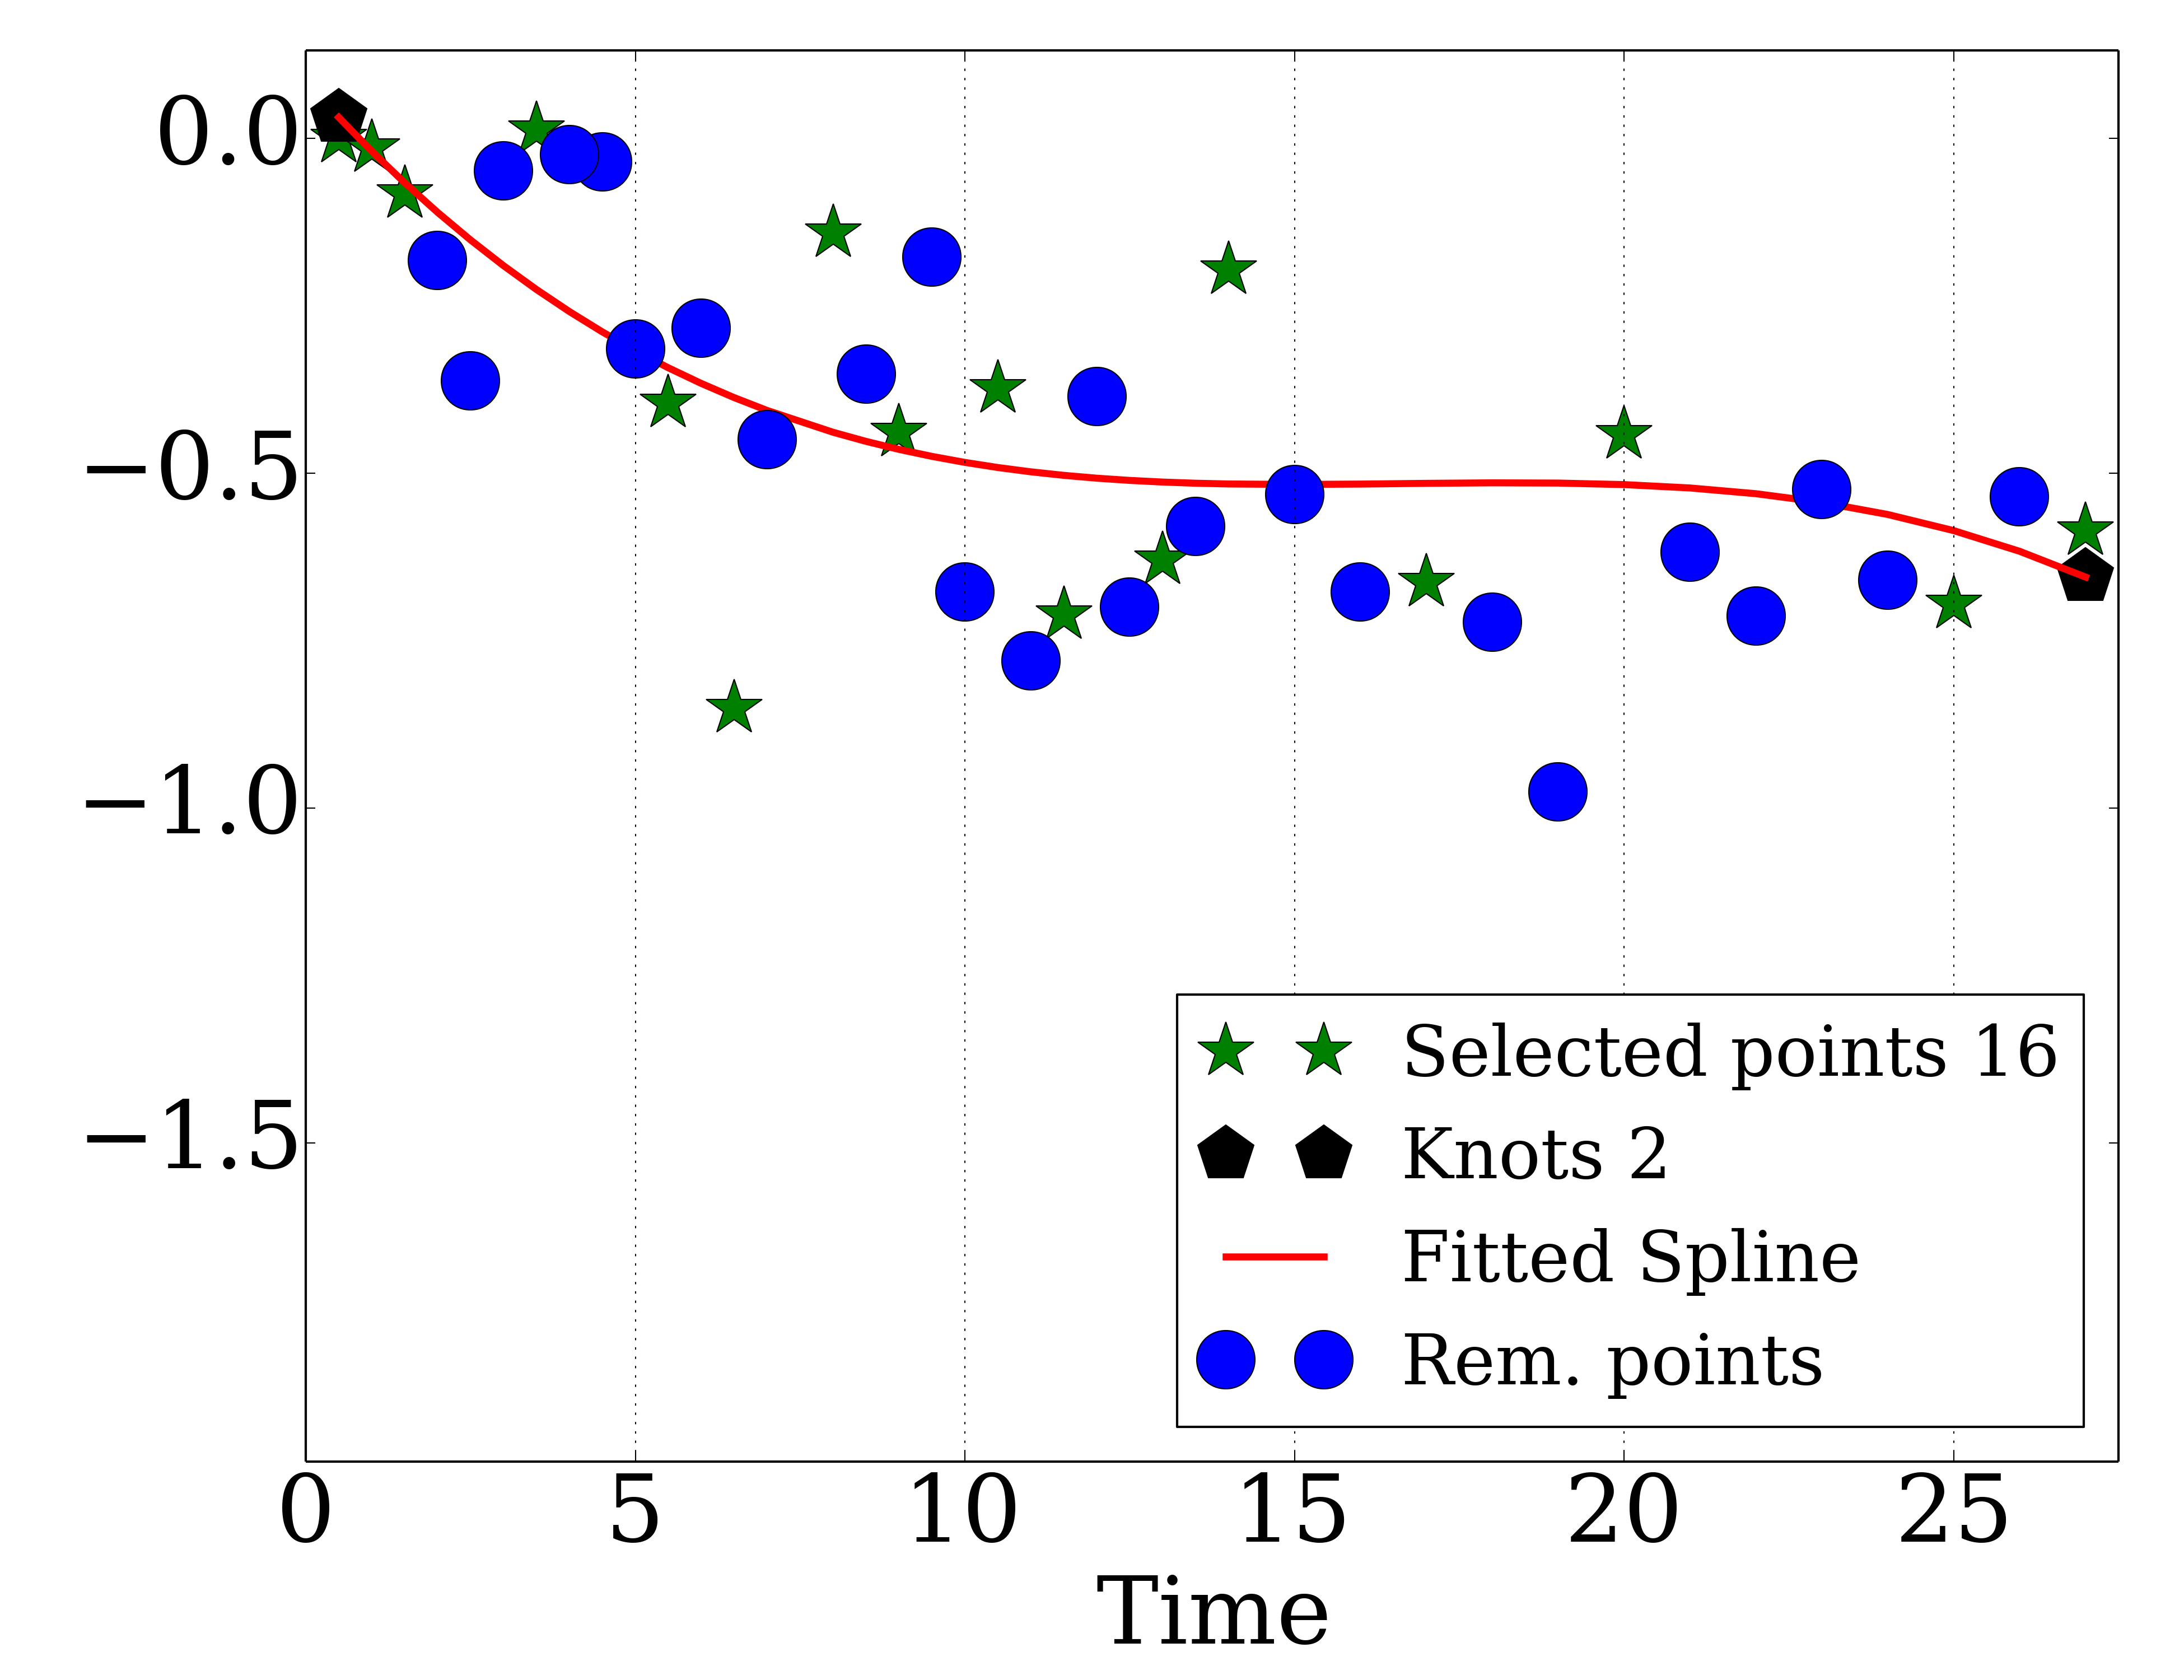 0.0
−0.5
−1.0
−1.5
Selected points 16
Knots 2
Fitted Spline
Rem. points
0 5 10 15 20 25
Time